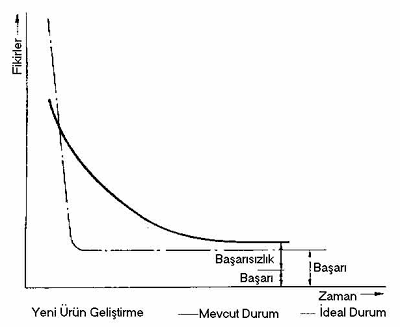 Fikirler
Başarısızlık
Başarı
Başarı
Zaman
Yeni Ürün Geliştirme
Mevcut Durum
İdeal Durum